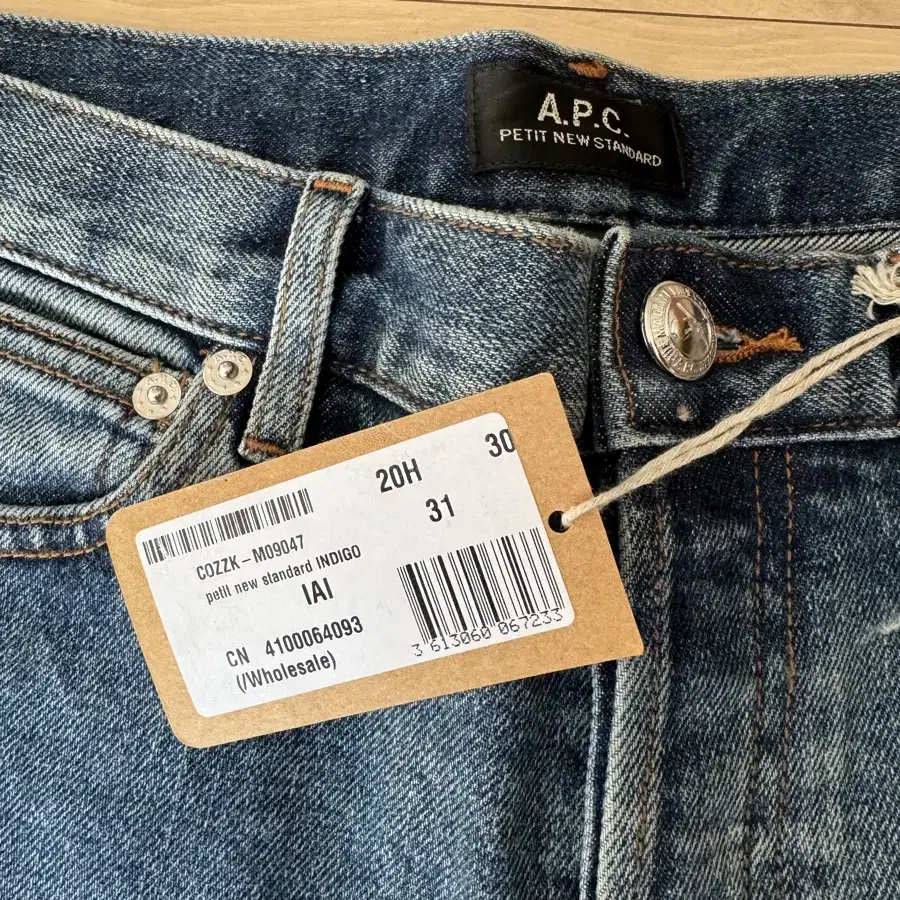 A.P.C.
PETIT NEW STANDARD
20H
30
31
COZZK-M09047
petit new standard INDIGO
IAI
CN 4100064093
(/Wholesale)
3 613060 067233